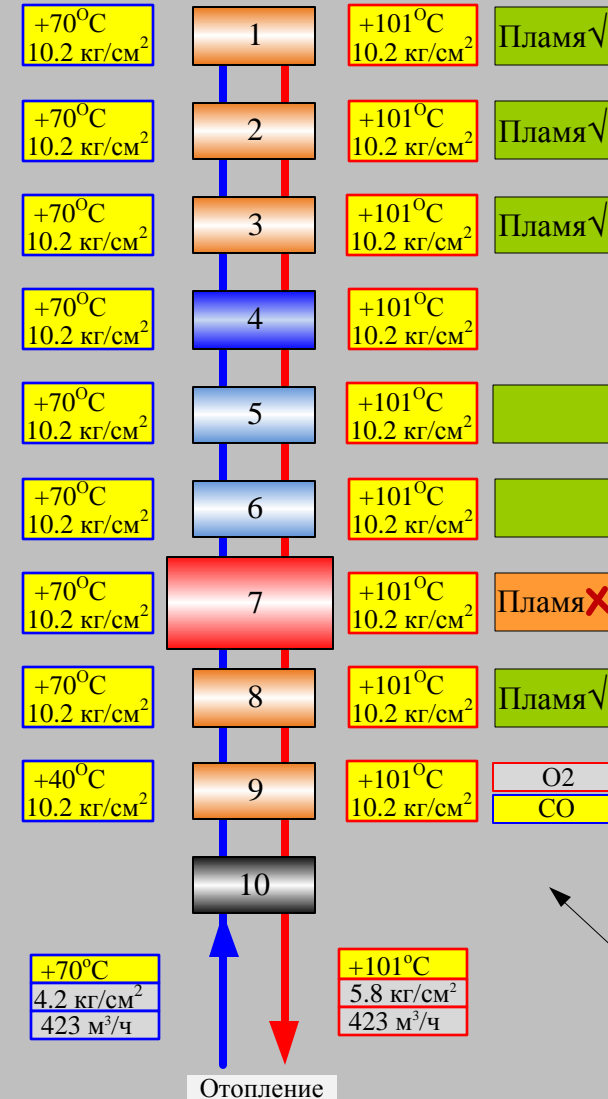 +70°C 1 +101°C Пламя√
10.2 кг/см² 10.2 кг/см²
+70°C 2 +101°C Пламя√
10.2 кг/см² 10.2 кг/см²
+70°C 3 +101°C Пламя√
10.2 кг/см² 10.2 кг/см²
+70°C 4 +101°C
10.2 кг/см² 10.2 кг/см²
+70°C 5 +101°C
10.2 кг/см² 10.2 кг/см²
+70°C 6 +101°C
10.2 кг/см² 10.2 кг/см²
+70°C 7 +101°C Пламя✗
10.2 кг/см² 10.2 кг/см²
+70°C 8 +101°C Пламя√
10.2 кг/см² 10.2 кг/см²
+40°C 9 +101°C O2
10.2 кг/см² 10.2 кг/см² CO
10
+70°C +101°C
4.2 кг/см² 5.8 кг/см²
423 м³/ч 423 м³/ч
Отопление